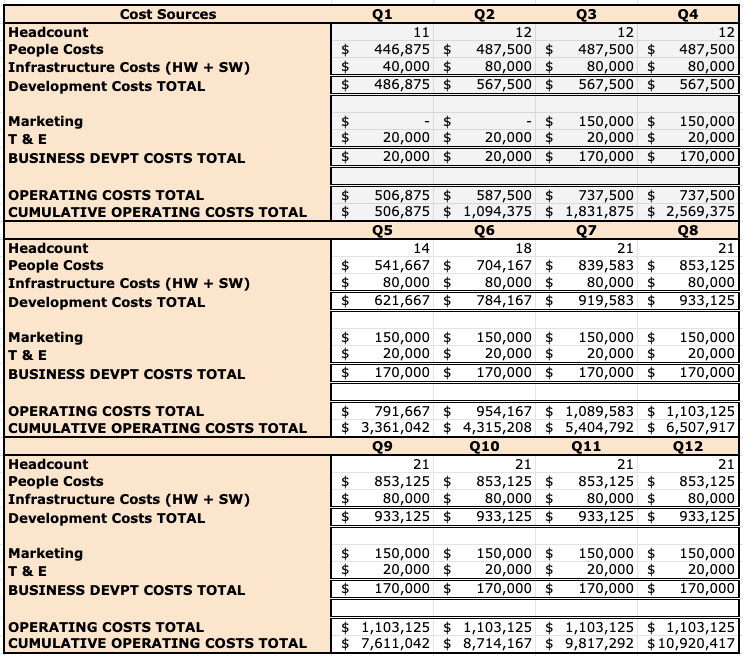 Cost Sources Q1 Q2 Q3 Q4
Headcount 11 12 12 12
People Costs $ 446,875 $ 487,500 $ 487,500 $ 487,500
Infrastructure Costs (HW + SW) $ 40,000 $ 80,000 $ 80,000 $ 80,000
Development Costs TOTAL $ 486,875 $ 567,500 $ 567,500 $ 567,500
Marketing $ - $ - $ 150,000 $ 150,000
T & E $ 20,000 $ 20,000 $ 20,000 $ 20,000
BUSINESS DEVPT COSTS TOTAL $ 20,000 $ 20,000 $ 170,000 $ 170,000
OPERATING COSTS TOTAL $ 506,875 $ 587,500 $ 737,500 $ 737,500
CUMULATIVE OPERATING COSTS TOTAL $ 506,875 $ 1,094,375 $ 1,831,875 $ 2,569,375
Q5 Q6 Q7 Q8
Headcount 14 18 21 21
People Costs $ 541,667 $ 704,167 $ 839,583 $ 853,125
Infrastructure Costs (HW + SW) $ 80,000 $ 80,000 $ 80,000 $ 80,000
Development Costs TOTAL $ 621,667 $ 784,167 $ 919,583 $ 933,125
Marketing $ 150,000 $ 150,000 $ 150,000 $ 150,000
T & E $ 20,000 $ 20,000 $ 20,000 $ 20,000
BUSINESS DEVPT COSTS TOTAL $ 170,000 $ 170,000 $ 170,000 $ 170,000
OPERATING COSTS TOTAL $ 791,667 $ 954,167 $ 1,089,583 $ 1,103,125
CUMULATIVE OPERATING COSTS TOTAL $ 3,361,042 $ 4,315,208 $ 5,404,792 $ 6,507,917
Q9 Q10 Q11 Q12
Headcount 21 21 21 21
People Costs $ 853,125 $ 853,125 $ 853,125 $ 853,125
Infrastructure Costs (HW + SW) $ 80,000 $ 80,000 $ 80,000 $ 80,000
Development Costs TOTAL $ 933,125 $ 933,125 $ 933,125 $ 933,125
Marketing $ 150,000 $ 150,000 $ 150,000 $ 150,000
T & E $ 20,000 $ 20,000 $ 20,000 $ 20,000
BUSINESS DEVPT COSTS TOTAL $ 170,000 $ 170,000 $ 170,000 $ 170,000
OPERATING COSTS TOTAL $ 1,103,125 $ 1,103,125 $ 1,103,125 $ 1,103,125
CUMULATIVE OPERATING COSTS TOTAL $ 7,611,042 $ 8,714,167 $ 9,817,292 $ 10,920,417